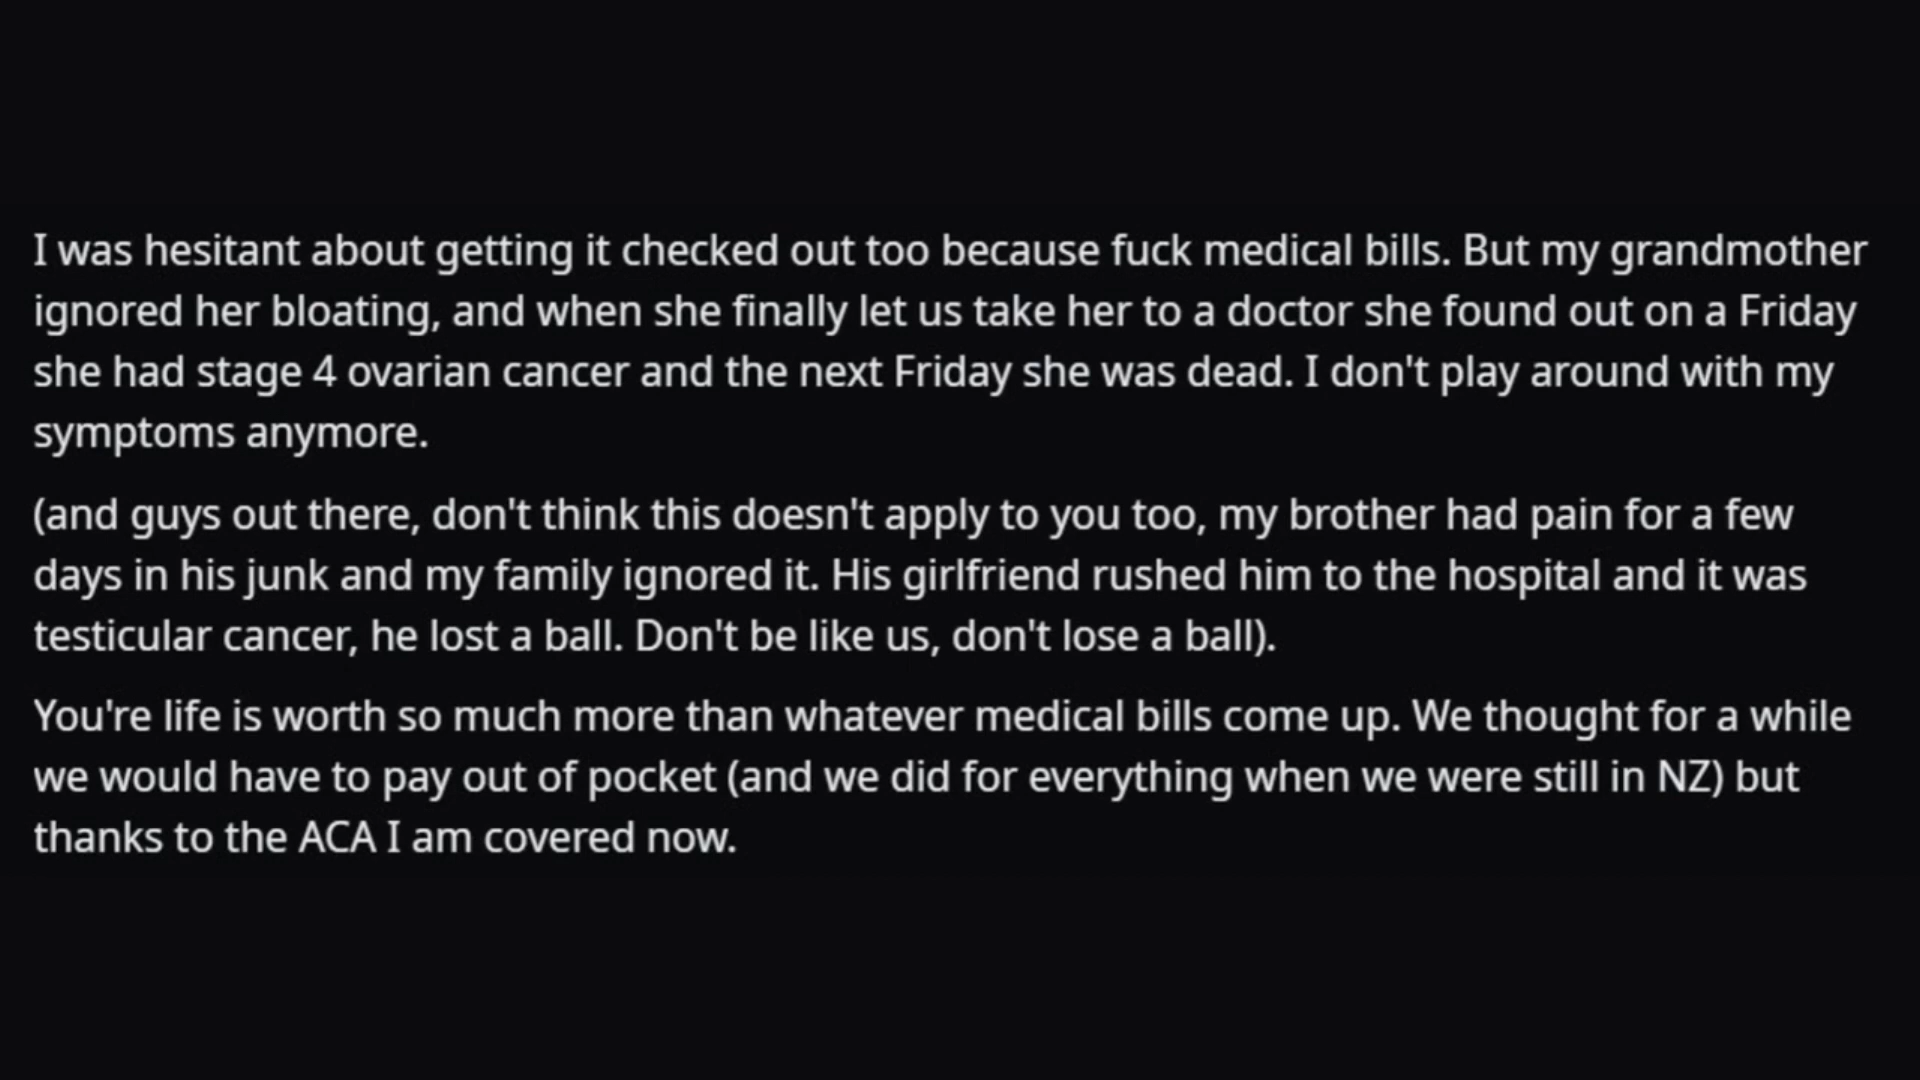 I was hesitant about getting it checked out too because fuck medical bills. But my grandmother
ignored her bloating, and when she finally let us take her to a doctor she found out on a Friday
she had stage 4 ovarian cancer and the next Friday she was dead. I don't play around with my
symptoms anymore.
(and guys out there, don't think this doesn't apply to you too, my brother had pain for a few
days in his junk and my family ignored it. His girlfriend rushed him to the hospital and it was
testicular cancer, he lost a ball. Don't be like us, don't lose a ball).
You're life is worth so much more than whatever medical bills come up. We thought for a while
we would have to pay out of pocket (and we did for everything when we were still in NZ) but
thanks to the ACA I am covered now.